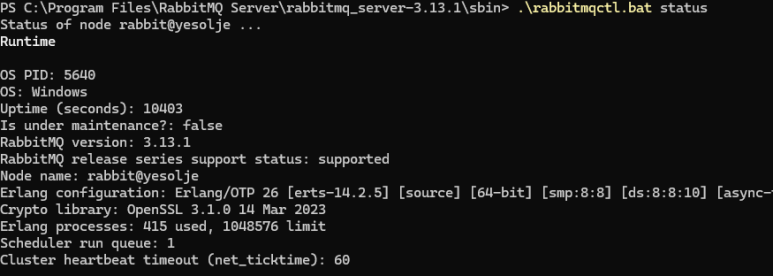 PS C:\Program Files\RabbitMQ Server\rabbitmq_server-3.13.1\sbin> .\rabbitmqctl.bat status
Status of node rabbit@yesolje ...
Runtime
OS PID: 5640
OS: Windows
Uptime (seconds): 10403
Is under maintenance?: false
RabbitMQ version: 3.13.1
RabbitMQ release series support status: supported
Node name: rabbit@yesolje
Erlang configuration: Erlang/OTP 26 [erts-14.2.5] [source] [64-bit] [smp:8:8] [ds:8:8:10] [async-
Crypto library: OpenSSL 3.1.0 14 Mar 2023
Erlang processes: 415 used, 1048576 limit
Scheduler run queue: 1
Cluster heartbeat timeout (net_ticktime): 60